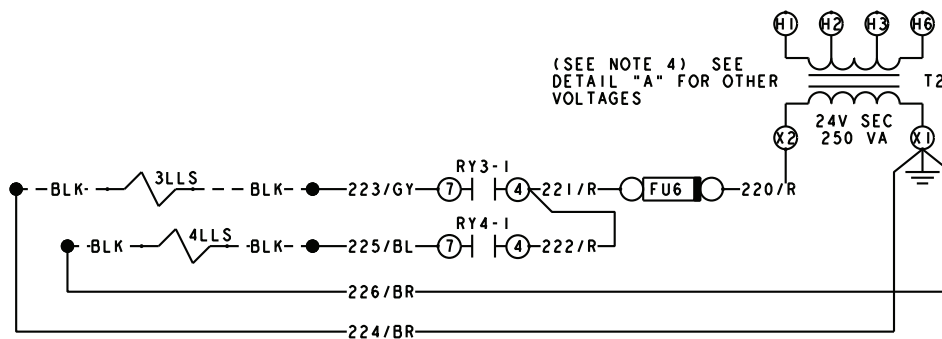 H1 H2 H3 H6
(SEE NOTE 4) SEE
DETAIL "A" FOR OTHER
VOLTAGES
T2
24V SEC
250 VA
X2 X1
BLK 3LLS BLK 223/GY 7 RY3-1 4 221/R FU6 220/R
BLK 4LLS BLK 225/BL 7 RY4-1 4 222/R
226/BR
224/BR